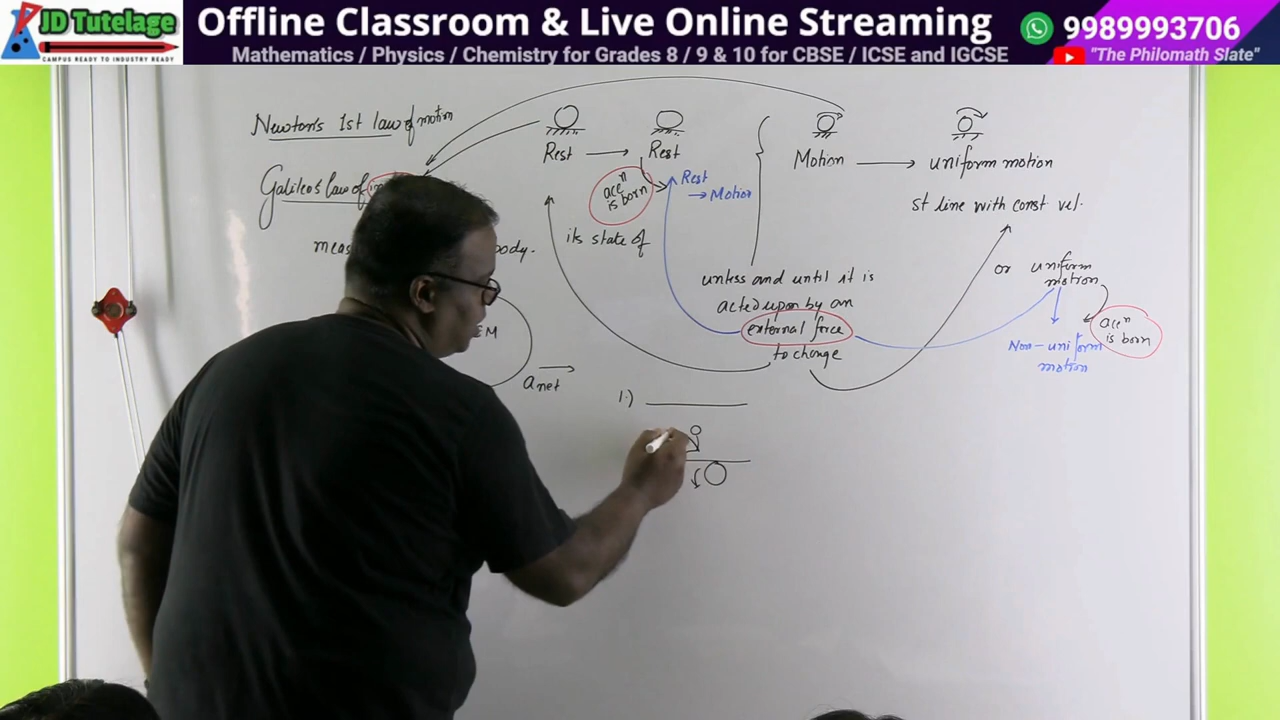 JD Tutelage
CAMPUS READY TO INDUSTRY READY
Offline Classroom & Live Online Streaming
Mathematics / Physics / Chemistry for Grades 8 / 9 & 10 for CBSE / ICSE and IGCSE
9989993706
"The Philomath Slate"
Newton's 1st law of motion
Galileo's law of
Rest → Rest
Motion → uniform motion
accⁿ
is born
Rest
→ Motion
st line with const vel.
its state of
body.
unless and until it is
acted upon by an
external force
to change
or uniform
motion
accⁿ
is born
Non-uniform
motion
M
a net
1.)